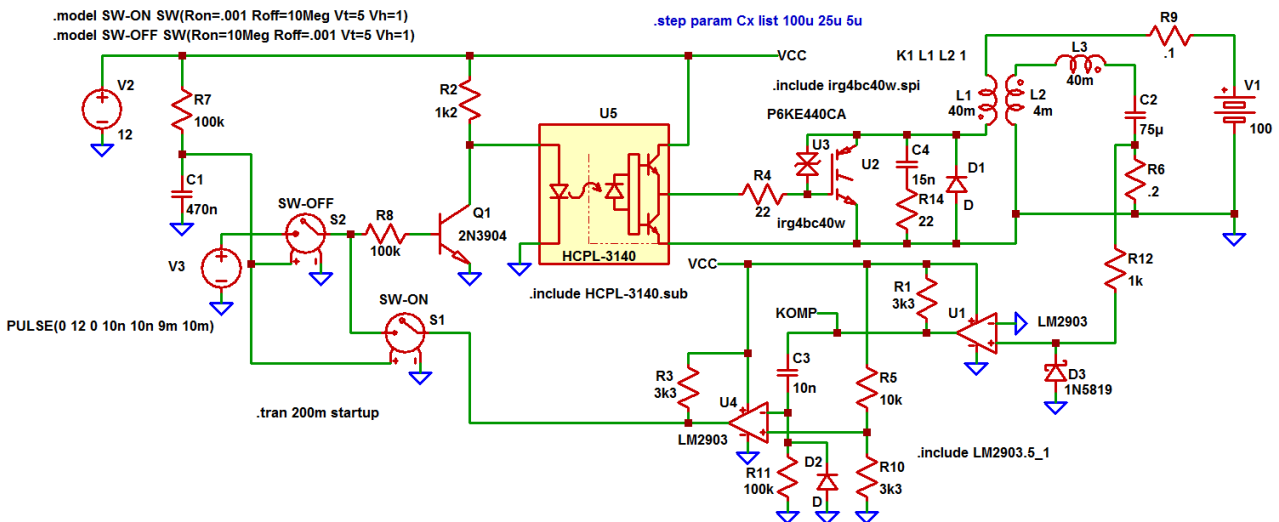 .model SW-ON SW(Ron=.001 Roff=10Meg Vt=5 Vh=1)
.model SW-OFF SW(Ron=10Meg Roff=.001 Vt=5 Vh=1)
.step param Cx list 100u 25u 5u
R9
.1
VCC
K1 L1 L2 1
L3
40m
V2
12
R7
100k
R2
1k2
.include irg4bc40w.spi
L1
40m
L2
4m
V1
100
C2
75µ
U5
P6KE440CA
U3
U2
C4
15n
D1
D
R6
.2
C1
470n
R4
22
R14
22
irg4bc40w
SW-OFF
S2
R8
100k
Q1
2N3904
HCPL-3140
V3
VCC
R12
1k
.include HCPL-3140.sub
R1
3k3
SW-ON
S1
KOMP
U1
LM2903
PULSE(0 12 0 10n 10n 9m 10m)
C3
10n
R3
3k3
R5
10k
D3
1N5819
.tran 200m startup
U4
LM2903
.include LM2903.5_1
R11
100k
D2
D
R10
3k3